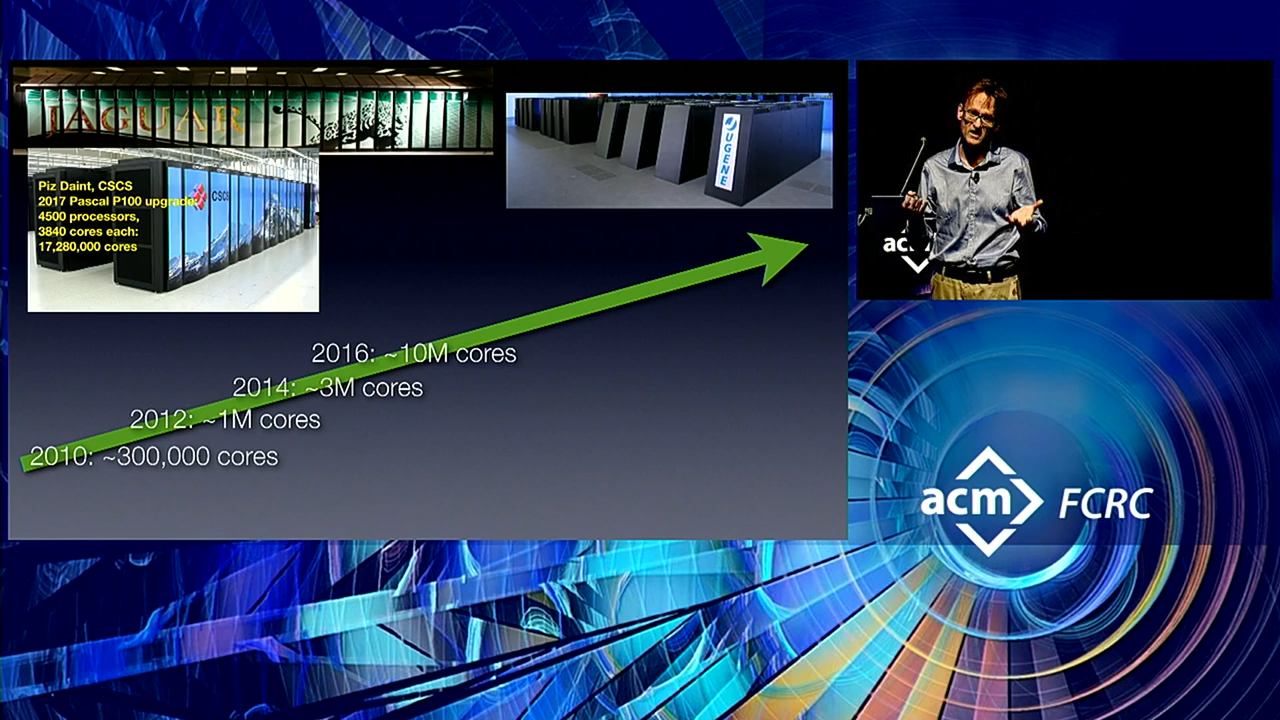 JAGUAR
JUGENE
Piz Daint, CSCS
2017 Pascal P100 upgrade:
4500 processors,
3840 cores each:
17,280,000 cores
CSCS
2016: ~10M cores
2014: ~3M cores
2012: ~1M cores
2010: ~300,000 cores
ac
acm FCRC